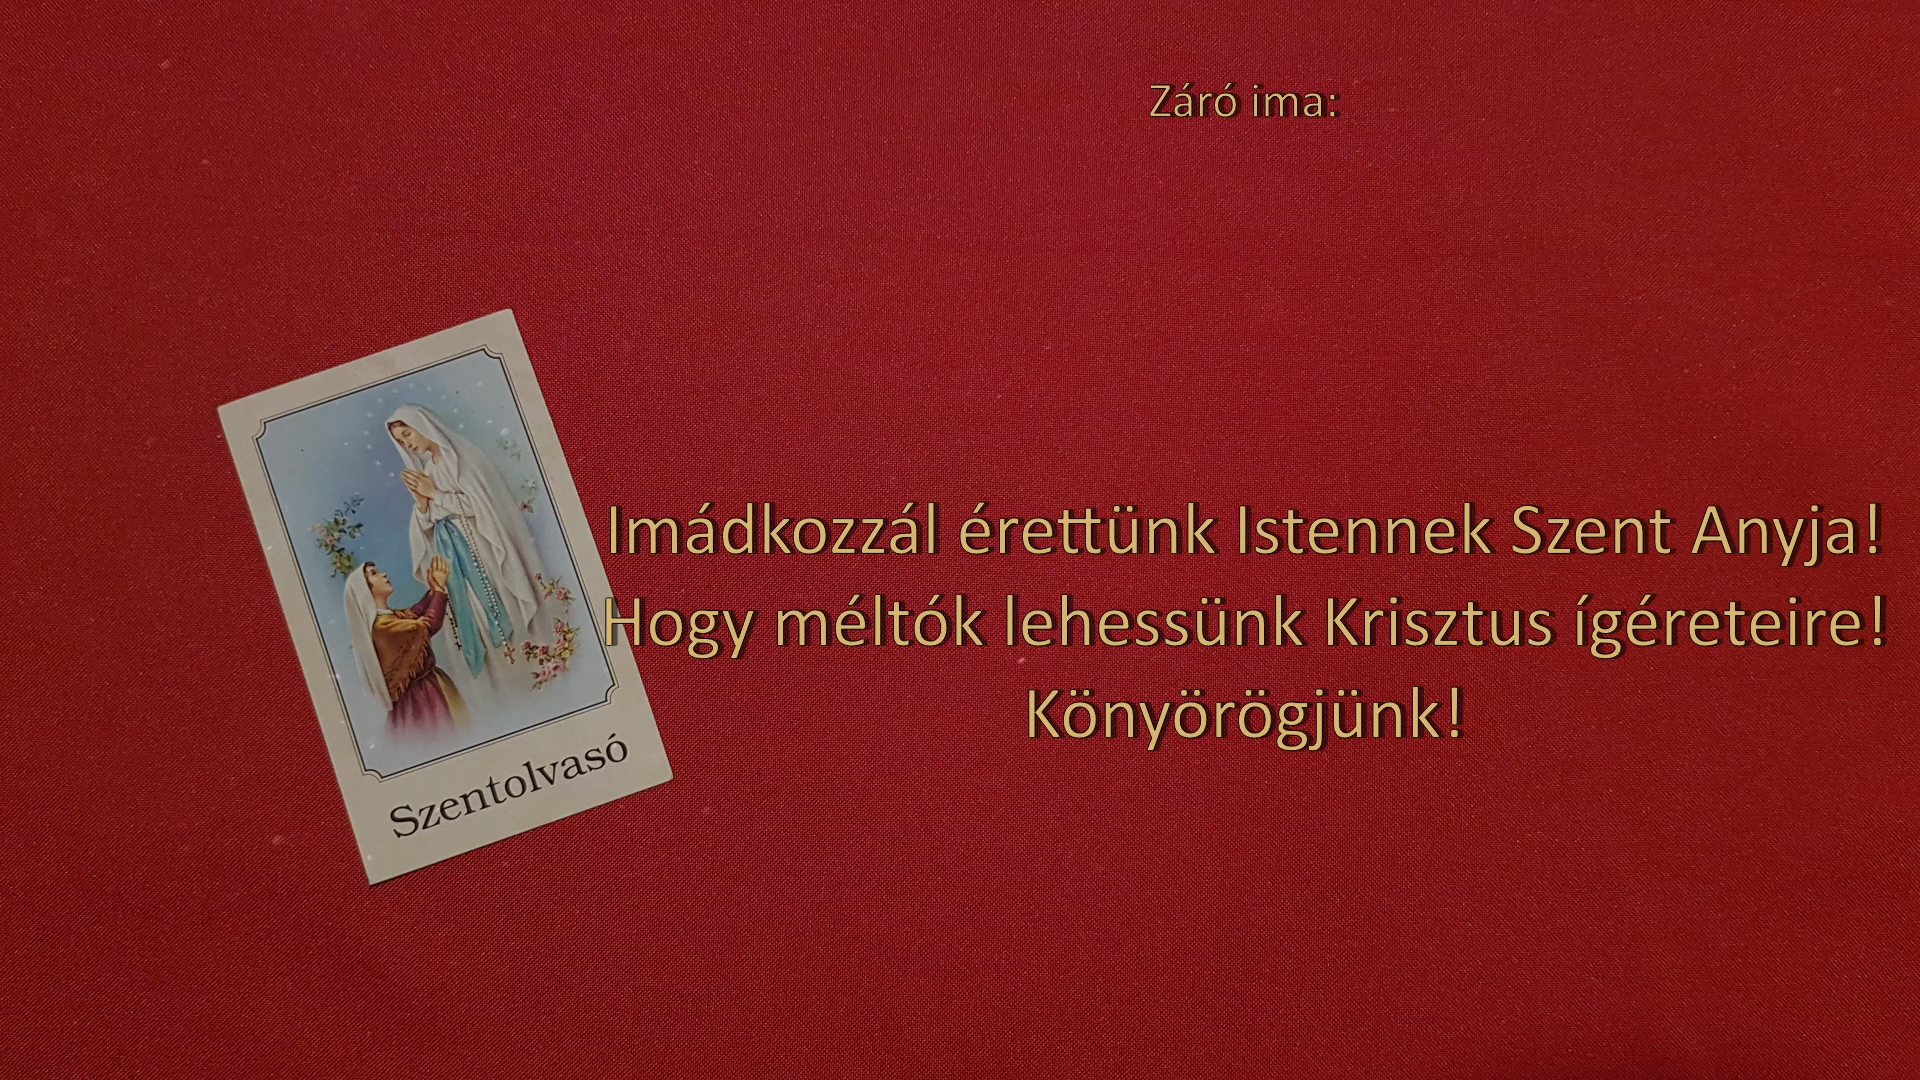 Záró ima:
Imádkozzál érettünk Istennek Szent Anyja!
Hogy méltók lehessünk Krisztus ígéreteire!
Könyörögjünk!
Szentolvasó